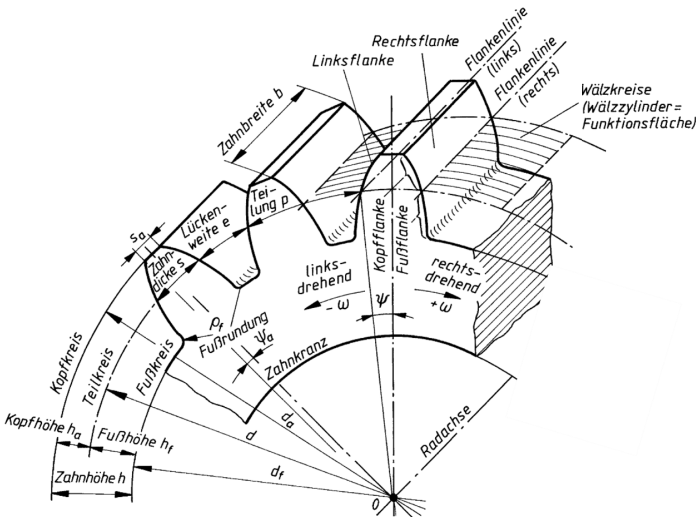 Rechtsflanke
Linksflanke
Flankenlinie
(links)
Flankenlinie
(rechts)
Wälzkreise
(Wälzzylinder=
Funktionsfläche)
Zahnbreite b
Tei-
lung p
Lücken-
weite e
sₐ
Zahn-
dicke s
Kopfflanke
Fußflanke
links-
drehend
- ω
rechts-
drehend
+ω
ψ
ρf
Fußrundung
ψₐ
Zahnkranz
Kopfkreis
Teilkreis
Fußkreis
Kopfhöhe hₐ
Fußhöhe hf
Zahnhöhe h
d
dₐ
df
Radachse
0